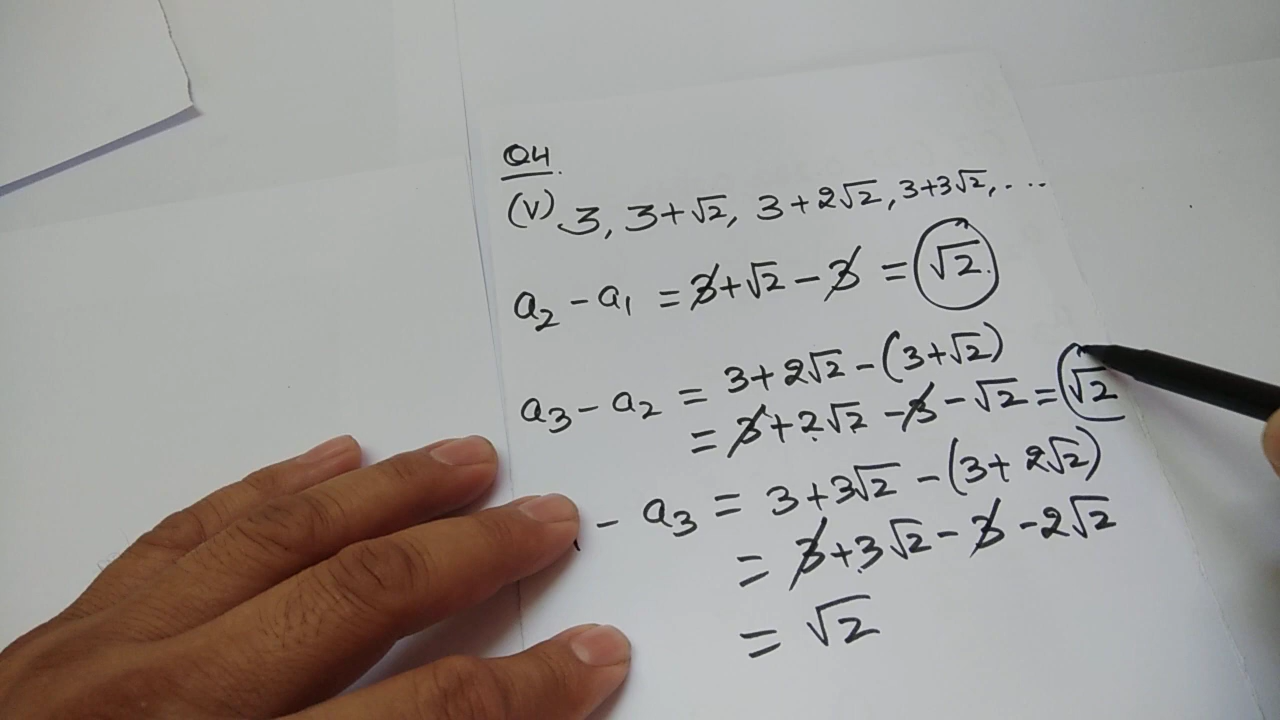 Q4.
(V) 3, 3+√2, 3+2√2, 3+3√2, ...
a₂ - a₁ = 3+√2 - 3 = √2.
a₃ - a₂ = 3+2√2 - (3+√2)
= 3+2√2 - 3 - √2 = √2
- a₃ = 3+3√2 - (3+2√2)
= 3+3√2 - 3 - 2√2
= √2